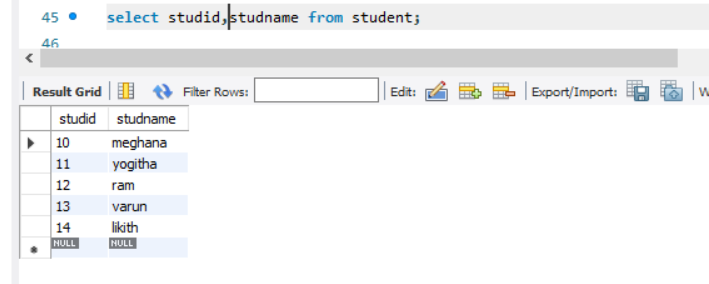 45 select studid,studname from student;
46
Result Grid Filter Rows: Edit: Export/Import: W
studid studname
10 meghana
11 yogitha
12 ram
13 varun
14 likith
NULL NULL